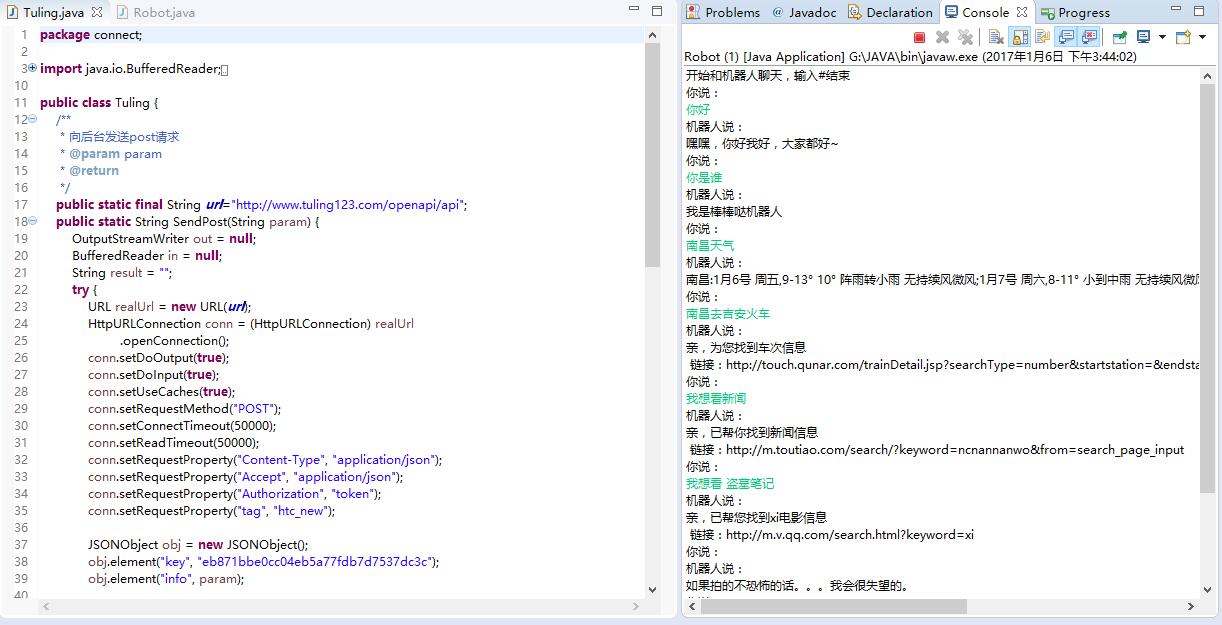 Tuling.java
Robot.java
1 package connect;
2
3 import java.io.BufferedReader;
10
11 public class Tuling {
12 /**
13 * 向后台发送post请求
14 * @param param
15 * @return
16 */
17 public static final String url="http://www.tuling123.com/openapi/api";
18 public static String SendPost(String param) {
19 OutputStreamWriter out = null;
20 BufferedReader in = null;
21 String result = "";
22 try {
23 URL realUrl = new URL(url);
24 HttpURLConnection conn = (HttpURLConnection) realUrl
25 .openConnection();
26 conn.setDoOutput(true);
27 conn.setDoInput(true);
28 conn.setUseCaches(true);
29 conn.setRequestMethod("POST");
30 conn.setConnectTimeout(50000);
31 conn.setReadTimeout(50000);
32 conn.setRequestProperty("Content-Type", "application/json");
33 conn.setRequestProperty("Accept", "application/json");
34 conn.setRequestProperty("Authorization", "token");
35 conn.setRequestProperty("tag", "htc_new");
36
37 JSONObject obj = new JSONObject();
38 obj.element("key", "eb871bbe0cc04eb5a77fdb7d7537dc3c");
39 obj.element("info", param);
40
Problems @ Javadoc Declaration Console Progress
Robot (1) [Java Application] G:\JAVA\bin\javaw.exe (2017年1月6日 下午3:44:02)
开始和机器人聊天，输入#结束
你说：
你好
机器人说：
嘿嘿，你好我好，大家都好~
你说：
你是谁
机器人说：
我是棒棒哒机器人
你说：
南昌天气
机器人说：
南昌:1月6号 周五,9-13° 10° 阵雨转小雨 无持续风微风;1月7号 周六,8-11° 小到中雨 无持续风微风
你说：
南昌去吉安火车
机器人说：
亲，为您找到车次信息
链接：http://touch.qunar.com/trainDetail.jsp?searchType=number&startstation=&endsta
你说：
我想看新闻
机器人说：
亲，已帮你找到新闻信息
链接：http://m.toutiao.com/search/?keyword=ncnannanwo&from=search_page_input
你说：
我想看 盗墓笔记
机器人说：
亲，已帮您找到xi电影信息
链接：http://m.v.qq.com/search.html?keyword=xi
你说：
机器人说：
如果拍的不恐怖的话。。。我会很失望的。